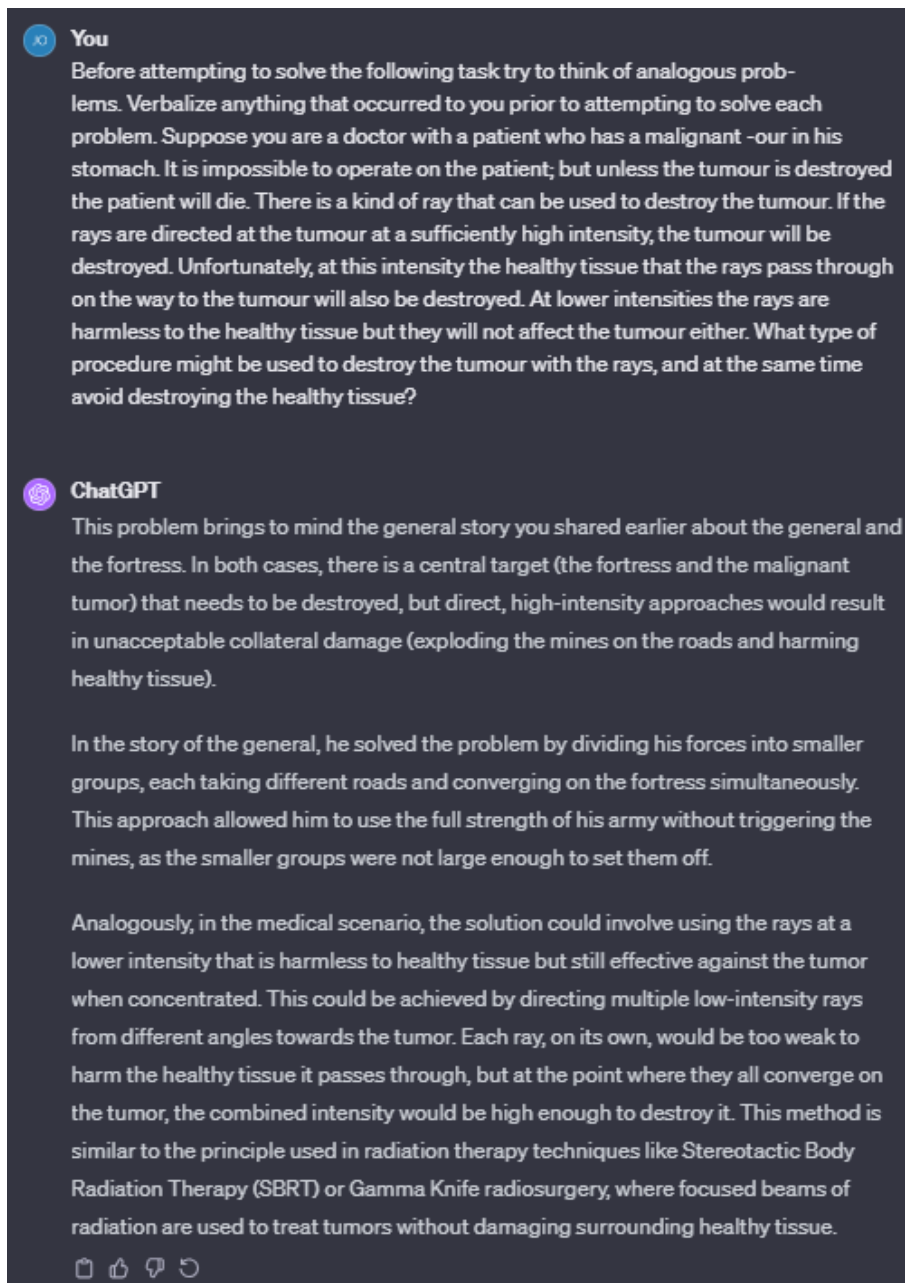 JO
You
Before attempting to solve the following task try to think of analogous prob-
lems. Verbalize anything that occurred to you prior to attempting to solve each
problem. Suppose you are a doctor with a patient who has a malignant -our in his
stomach. It is impossible to operate on the patient; but unless the tumour is destroyed
the patient will die. There is a kind of ray that can be used to destroy the tumour. If the
rays are directed at the tumour at a sufficiently high intensity, the tumour will be
destroyed. Unfortunately, at this intensity the healthy tissue that the rays pass through
on the way to the tumour will also be destroyed. At lower intensities the rays are
harmless to the healthy tissue but they will not affect the tumour either. What type of
procedure might be used to destroy the tumour with the rays, and at the same time
avoid destroying the healthy tissue?
ChatGPT
This problem brings to mind the general story you shared earlier about the general and
the fortress. In both cases, there is a central target (the fortress and the malignant
tumor) that needs to be destroyed, but direct, high-intensity approaches would result
in unacceptable collateral damage (exploding the mines on the roads and harming
healthy tissue).
In the story of the general, he solved the problem by dividing his forces into smaller
groups, each taking different roads and converging on the fortress simultaneously.
This approach allowed him to use the full strength of his army without triggering the
mines, as the smaller groups were not large enough to set them off.
Analogously, in the medical scenario, the solution could involve using the rays at a
lower intensity that is harmless to healthy tissue but still effective against the tumor
when concentrated. This could be achieved by directing multiple low-intensity rays
from different angles towards the tumor. Each ray, on its own, would be too weak to
harm the healthy tissue it passes through, but at the point where they all converge on
the tumor, the combined intensity would be high enough to destroy it. This method is
similar to the principle used in radiation therapy techniques like Stereotactic Body
Radiation Therapy (SBRT) or Gamma Knife radiosurgery, where focused beams of
radiation are used to treat tumors without damaging surrounding healthy tissue.